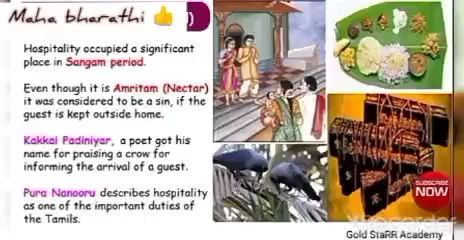 Maha bharathi 👍
)
Hospitality occupied a significant
place in Sangam period.
Even though it is Amritam (Nectar)
it was considered to be a sin, if the
guest is kept outside home.
Kakkai Padiniyar, a poet got his
name for praising a crow for
informing the arrival of a guest.
Pura Nanooru describes hospitality
as one of the important duties of
the Tamils.
SUBSCRIBE
NOW
Gold StaRR Academy